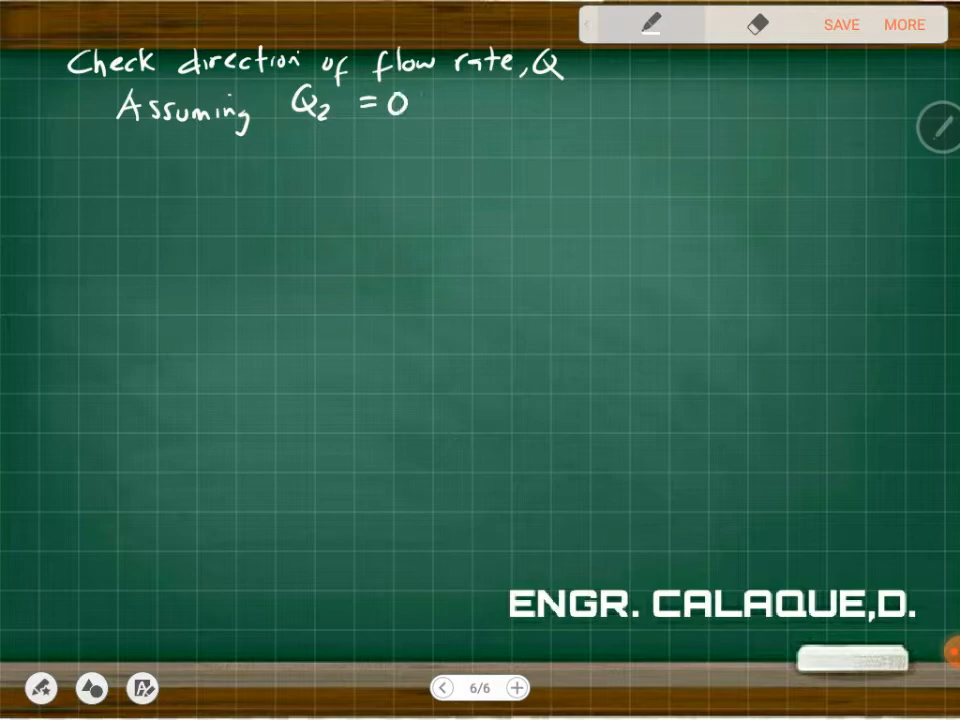 SAVE MORE
Check direction of flow rate, Q
Assuming Q₂ = 0
ENGR. CALAQUE,D.
6/6